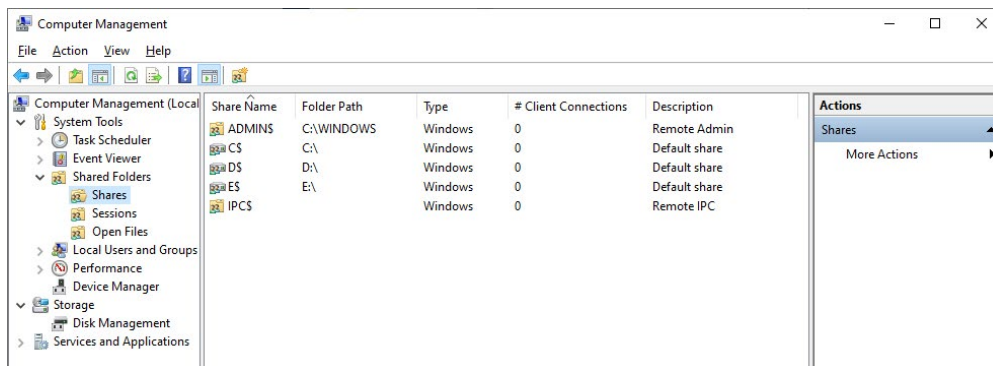 Computer Management
File Action View Help
Computer Management (Local
System Tools
Task Scheduler
Event Viewer
Shared Folders
Shares
Sessions
Open Files
Local Users and Groups
Performance
Device Manager
Storage
Disk Management
Services and Applications
Share Name Folder Path Type # Client Connections Description
ADMIN$ C:\WINDOWS Windows 0 Remote Admin
C$ C:\ Windows 0 Default share
D$ D:\ Windows 0 Default share
E$ E:\ Windows 0 Default share
IPC$ Windows 0 Remote IPC
Actions
Shares
More Actions